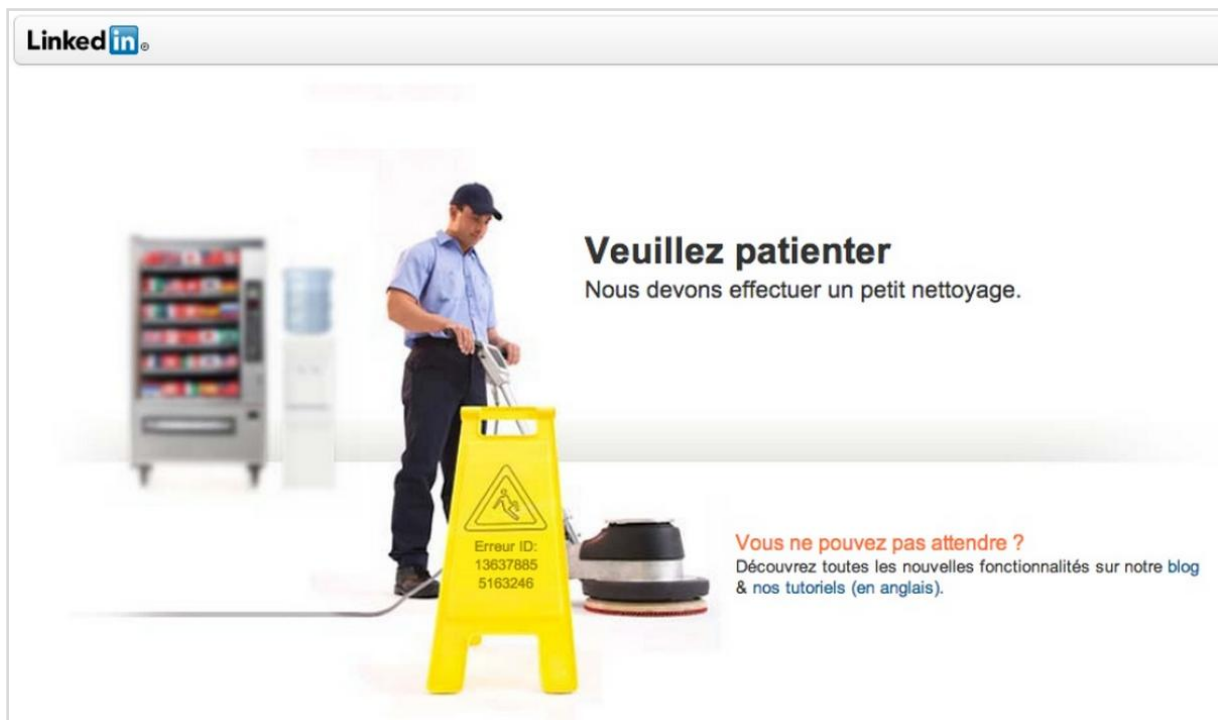 Linked in ®
Veuillez patienter
Nous devons effectuer un petit nettoyage.
Erreur ID:
13637885
5163246
Vous ne pouvez pas attendre ?
Découvrez toutes les nouvelles fonctionnalités sur notre blog
& nos tutoriels (en anglais).